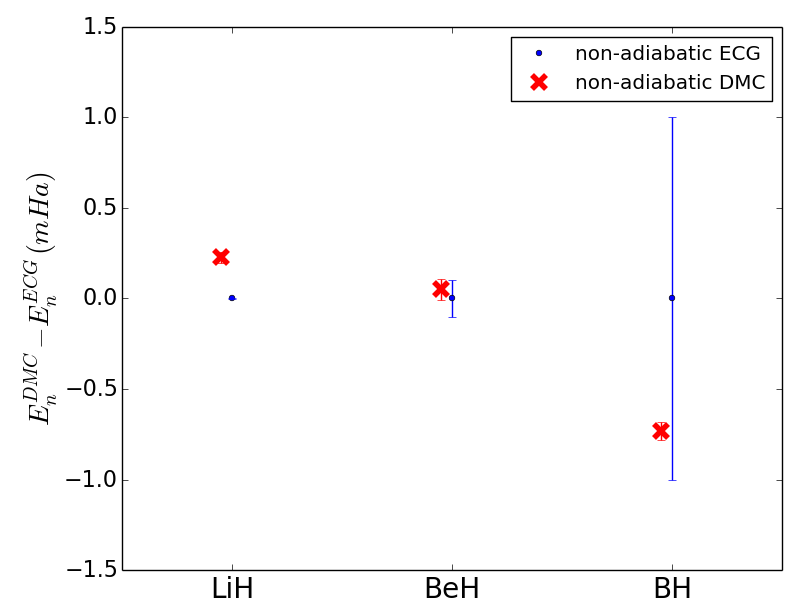 1.5
non-adiabatic ECG
non-adiabatic DMC
1.0
0.5
0.0
−0.5
−1.0
−1.5
E_n^{DMC} − E_n^{ECG} (mHa)
LiH BeH BH